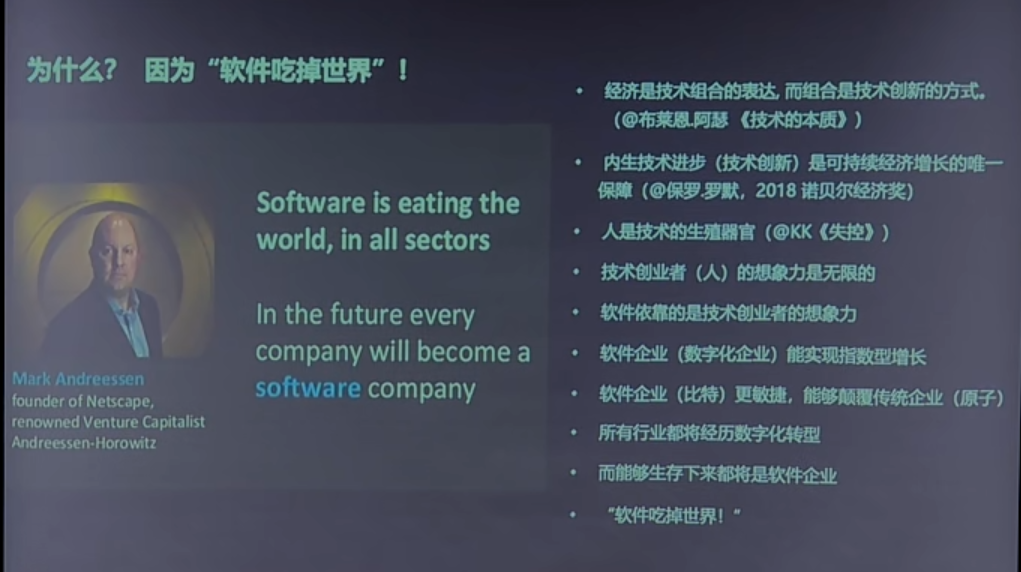 为什么？ 因为“软件吃掉世界”！
Software is eating the
world, in all sectors
In the future every
company will become a
software company
Mark Andreessen
founder of Netscape,
renowned Venture Capitalist
Andreessen-Horowitz
• 经济是技术组合的表达, 而组合是技术创新的方式。
（@布莱恩.阿瑟 《技术的本质》）
• 内生技术进步（技术创新）是可持续经济增长的唯一
保障（@保罗.罗默，2018 诺贝尔经济奖）
• 人是技术的生殖器官（@KK《失控》）
• 技术创业者（人）的想象力是无限的
• 软件依靠的是技术创业者的想象力
• 软件企业（数字化企业）能实现指数型增长
• 软件企业（比特）更敏捷，能够颠覆传统企业（原子）
• 所有行业都将经历数字化转型
• 而能够生存下来都将是软件企业
• “软件吃掉世界！”